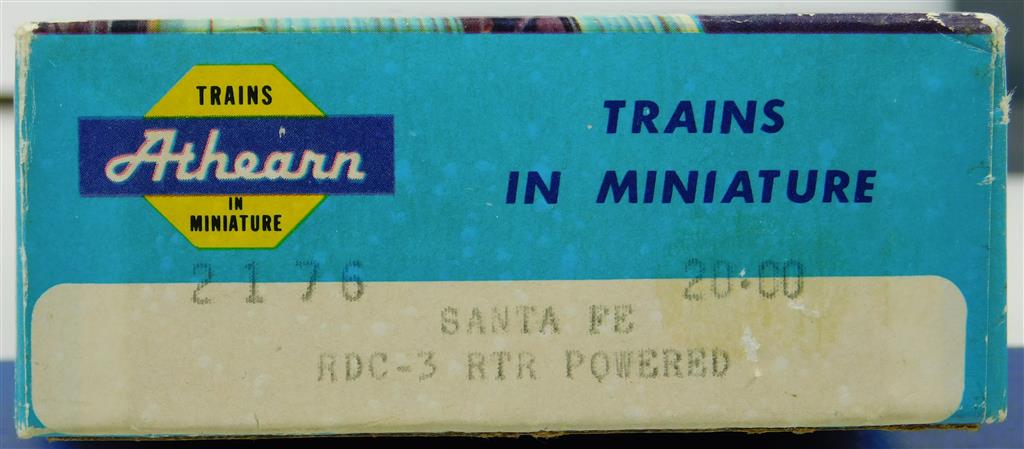 TRAINS
Athearn
IN
MINIATURE
TRAINS
IN MINIATURE
2176 20.00
SANTA FE
RDC-3 RTR POWERED